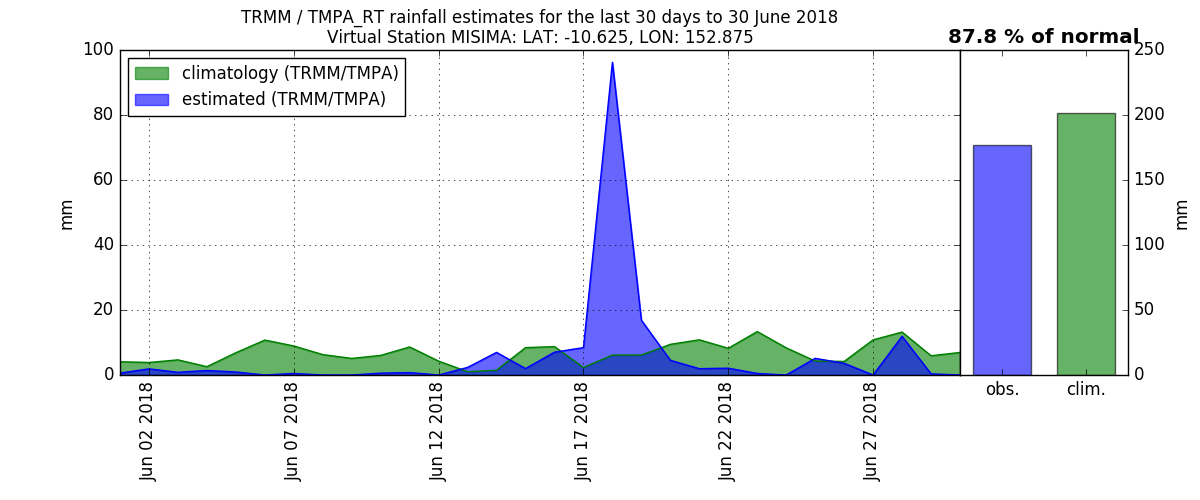 TRMM / TMPA_RT rainfall estimates for the last 30 days to 30 June 2018
Virtual Station MISIMA: LAT: -10.625, LON: 152.875
87.8 % of normal
climatology (TRMM/TMPA)
estimated (TRMM/TMPA)
100
80
60
40
20
0
mm
Jun 02 2018
Jun 07 2018
Jun 12 2018
Jun 17 2018
Jun 22 2018
Jun 27 2018
250
200
150
100
50
0
mm
obs.
clim.